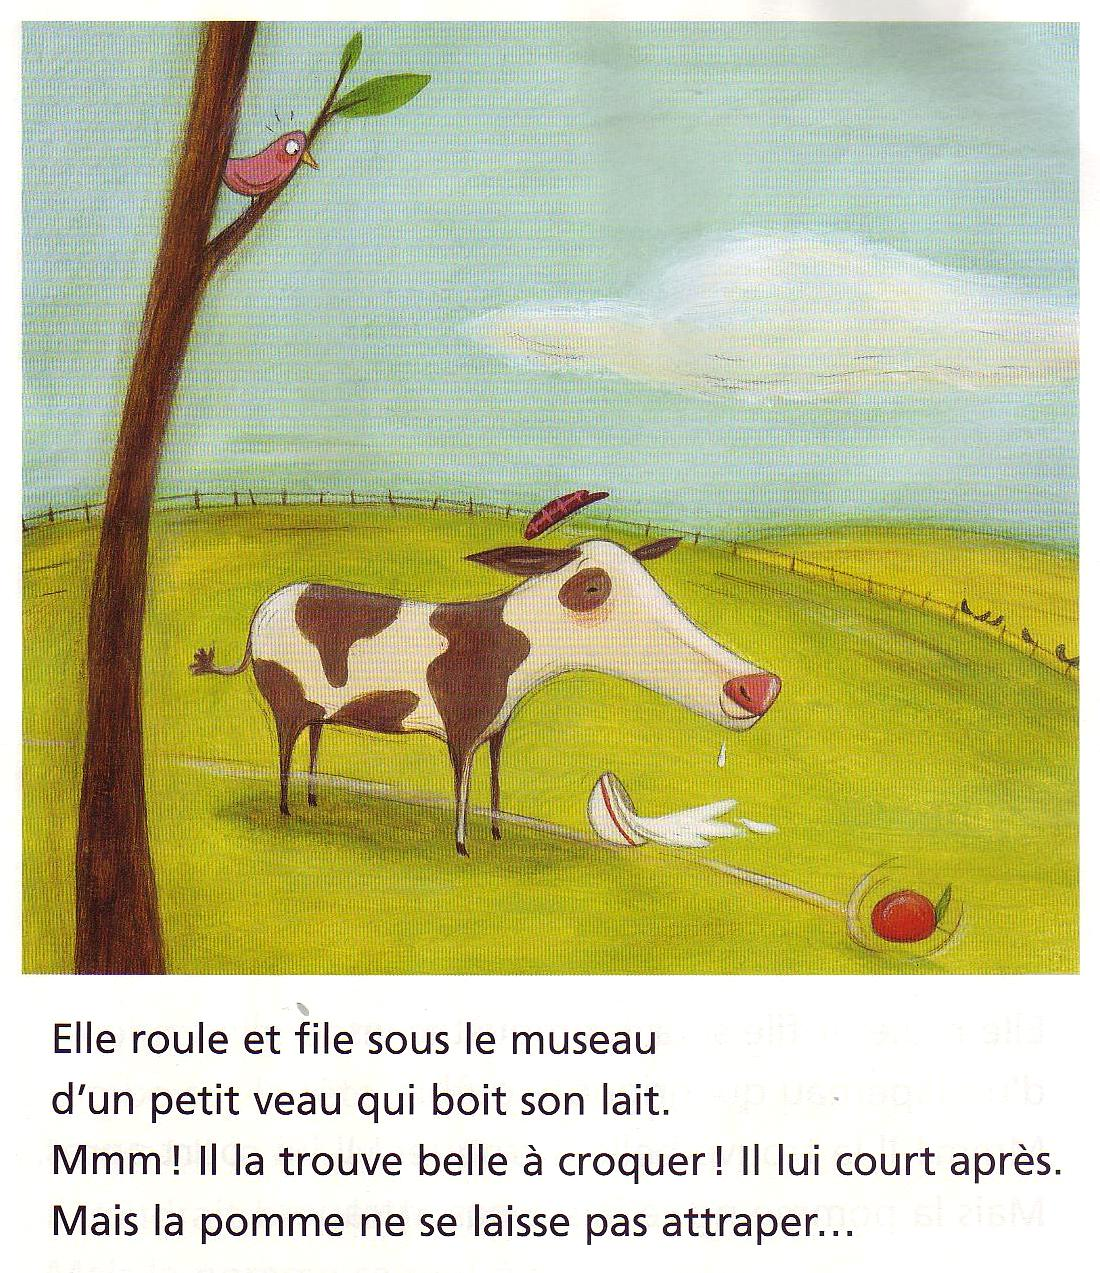 Elle roule et file sous le museau
d'un petit veau qui boit son lait.
Mmm ! Il la trouve belle à croquer ! Il lui court après.
Mais la pomme ne se laisse pas attraper...